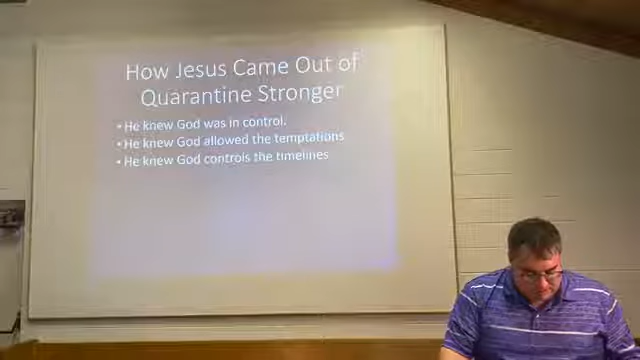 How Jesus Came Out of
Quarantine Stronger
• He knew God was in control.
• He knew God allowed the temptations
• He knew God controls the timelines